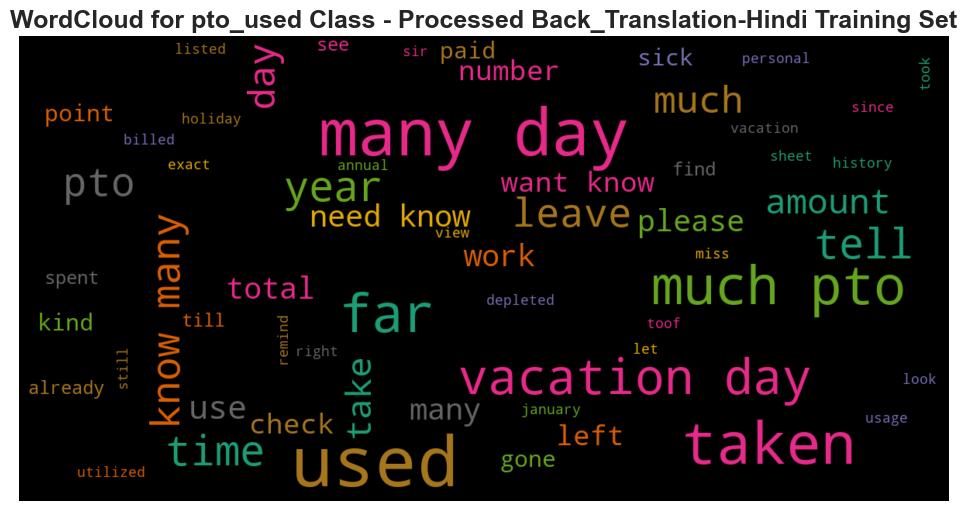 WordCloud for pto_used Class - Processed Back_Translation-Hindi Training Set
listed
see
sir
paid
sick
personal
took
day
number
much
since
point
holiday
many day
vacation
billed
exact
annual
sheet
history
pto
year
want know
find
amount
need know
leave
please
view
tell
know many
work
miss
spent
total
much pto
depleted
kind
till
far
toof
remind
right
let
still
already
take
vacation day
look
use
many
january
usage
check
left
time
used
gone
taken
utilized